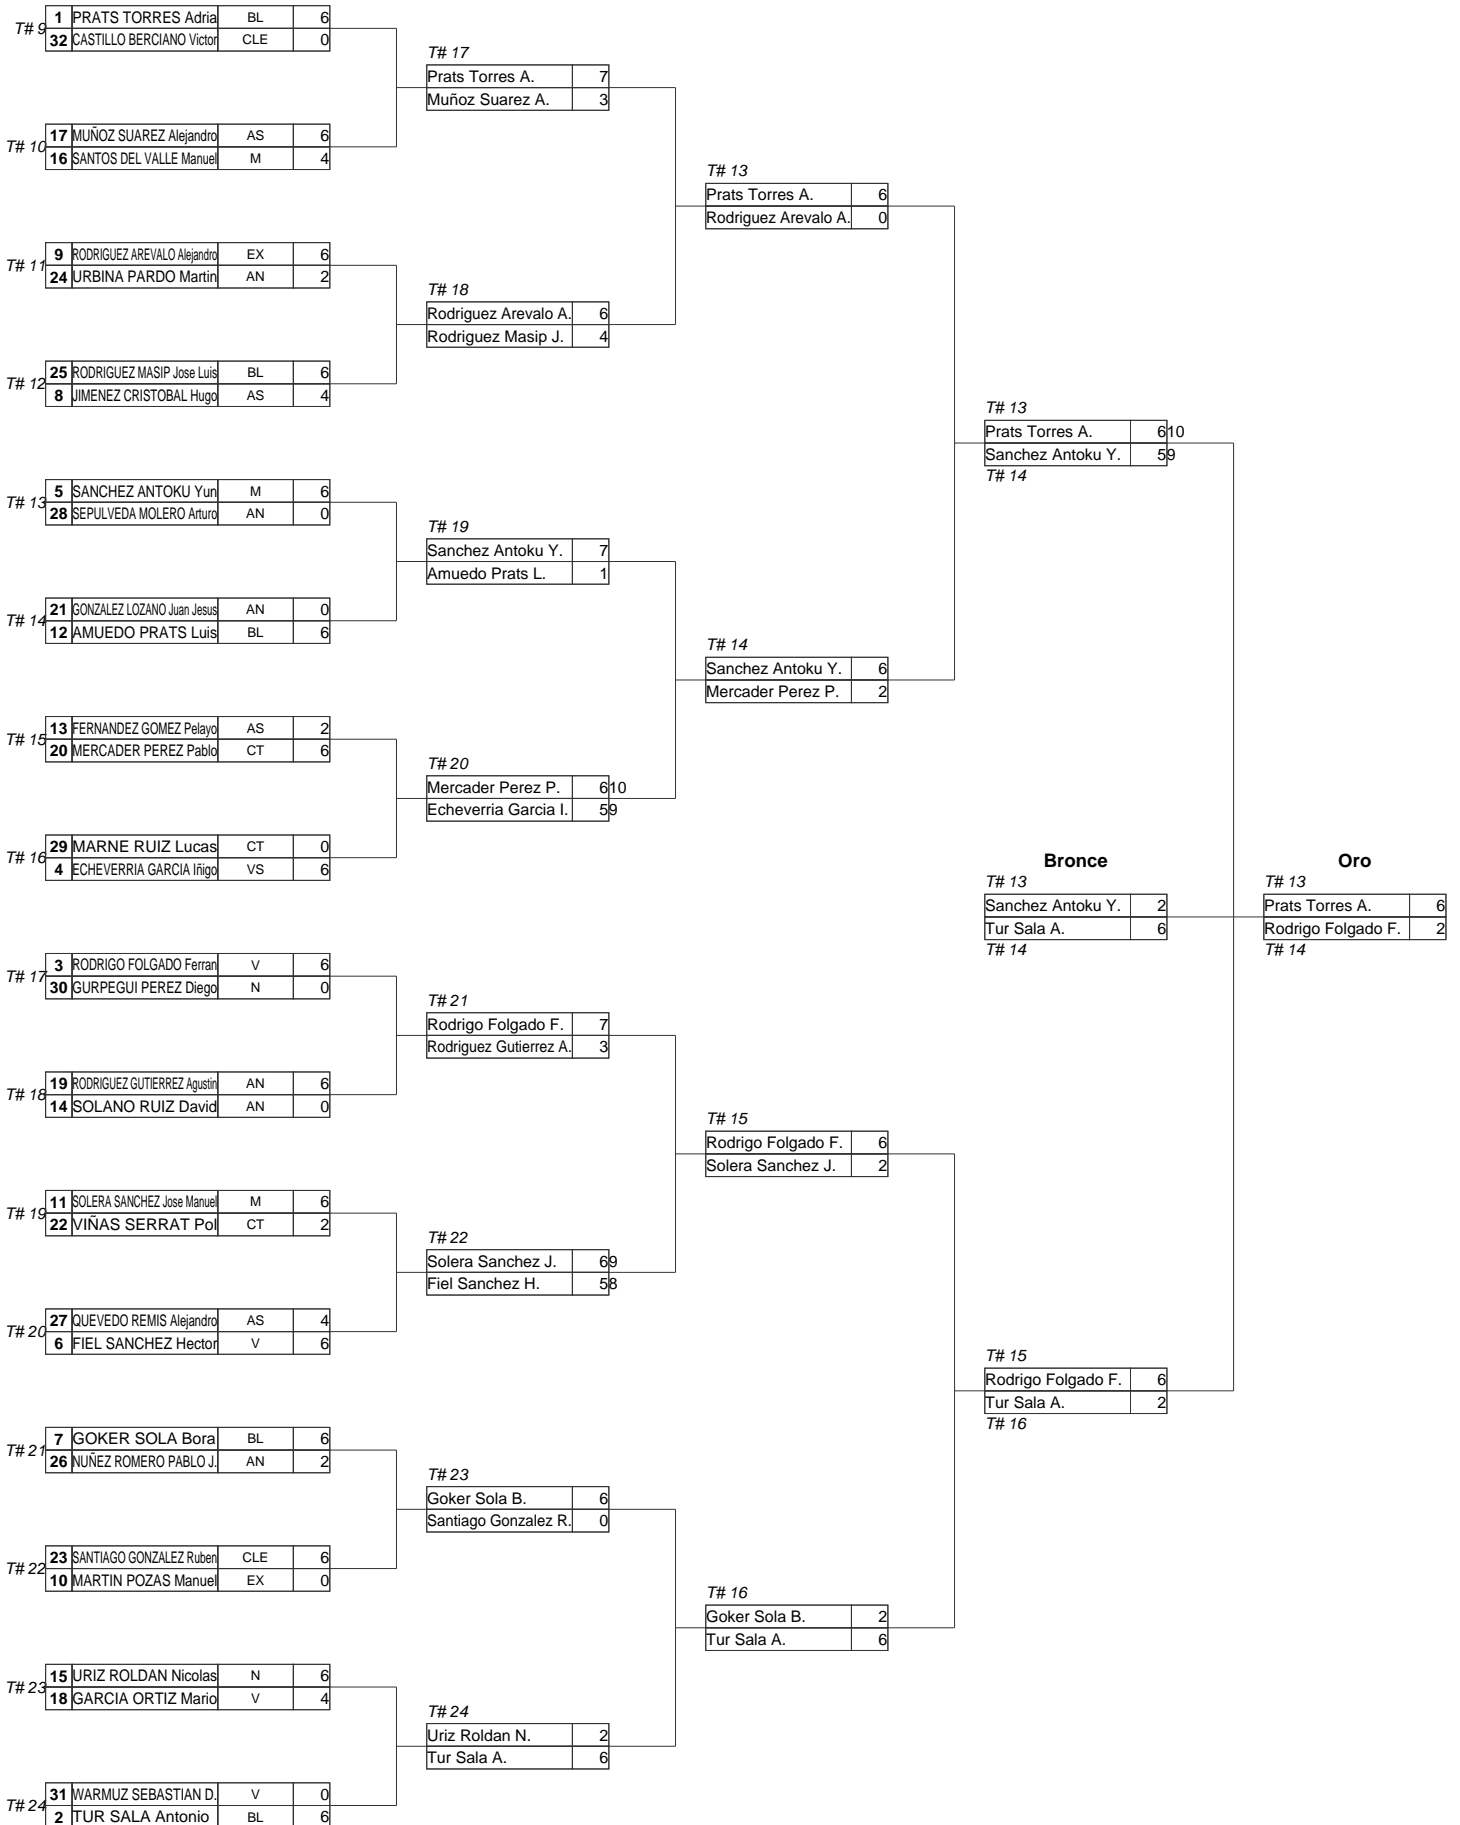 T# 9
1 PRATS TORRES Adria BL 6
32 CASTILLO BERCIANO Victor CLE 0
T# 10
17 MUÑOZ SUAREZ Alejandro AS 6
16 SANTOS DEL VALLE Manuel M 4
T# 11
9 RODRIGUEZ AREVALO Alejandro EX 6
24 URBINA PARDO Martin AN 2
T# 12
25 RODRIGUEZ MASIP Jose Luis BL 6
8 JIMENEZ CRISTOBAL Hugo AS 4
T# 13
5 SANCHEZ ANTOKU Yun M 6
28 SEPULVEDA MOLERO Arturo AN 0
T# 14
21 GONZALEZ LOZANO Juan Jesus AN 0
12 AMUEDO PRATS Luis BL 6
T# 15
13 FERNANDEZ GOMEZ Pelayo AS 2
20 MERCADER PEREZ Pablo CT 6
T# 16
29 MARNE RUIZ Lucas CT 0
4 ECHEVERRIA GARCIA Iñigo VS 6
T# 17
3 RODRIGO FOLGADO Ferran V 6
30 GURPEGUI PEREZ Diego N 0
T# 18
19 RODRIGUEZ GUTIERREZ Agustin AN 6
14 SOLANO RUIZ David AN 0
T# 19
11 SOLERA SANCHEZ Jose Manuel M 6
22 VIÑAS SERRAT Pol CT 2
T# 20
27 QUEVEDO REMIS Alejandro AS 4
6 FIEL SANCHEZ Hector V 6
T# 21
7 GOKER SOLA Bora BL 6
26 NUÑEZ ROMERO PABLO J. AN 2
T# 22
23 SANTIAGO GONZALEZ Ruben CLE 6
10 MARTIN POZAS Manuel EX 0
T# 23
15 URIZ ROLDAN Nicolas N 6
18 GARCIA ORTIZ Mario V 4
T# 24
31 WARMUZ SEBASTIAN D. V 0
2 TUR SALA Antonio BL 6
T# 17
Prats Torres A. 7
Muñoz Suarez A. 3
T# 18
Rodriguez Arevalo A. 6
Rodriguez Masip J. 4
T# 19
Sanchez Antoku Y. 7
Amuedo Prats L. 1
T# 20
Mercader Perez P. 6 10
Echeverria Garcia I. 5 9
T# 21
Rodrigo Folgado F. 7
Rodriguez Gutierrez A. 3
T# 22
Solera Sanchez J. 6 9
Fiel Sanchez H. 5 8
T# 23
Goker Sola B. 6
Santiago Gonzalez R. 0
T# 24
Uriz Roldan N. 2
Tur Sala A. 6
T# 13
Prats Torres A. 6
Rodriguez Arevalo A. 0
T# 14
Sanchez Antoku Y. 6
Mercader Perez P. 2
T# 15
Rodrigo Folgado F. 6
Solera Sanchez J. 2
T# 16
Goker Sola B. 2
Tur Sala A. 6
T# 13
Prats Torres A. 6 10
Sanchez Antoku Y. 5 9
T# 14
Bronce
T# 13
Sanchez Antoku Y. 2
Tur Sala A. 6
T# 14
T# 15
Rodrigo Folgado F. 6
Tur Sala A. 2
T# 16
Oro
T# 13
Prats Torres A. 6
Rodrigo Folgado F. 2
T# 14